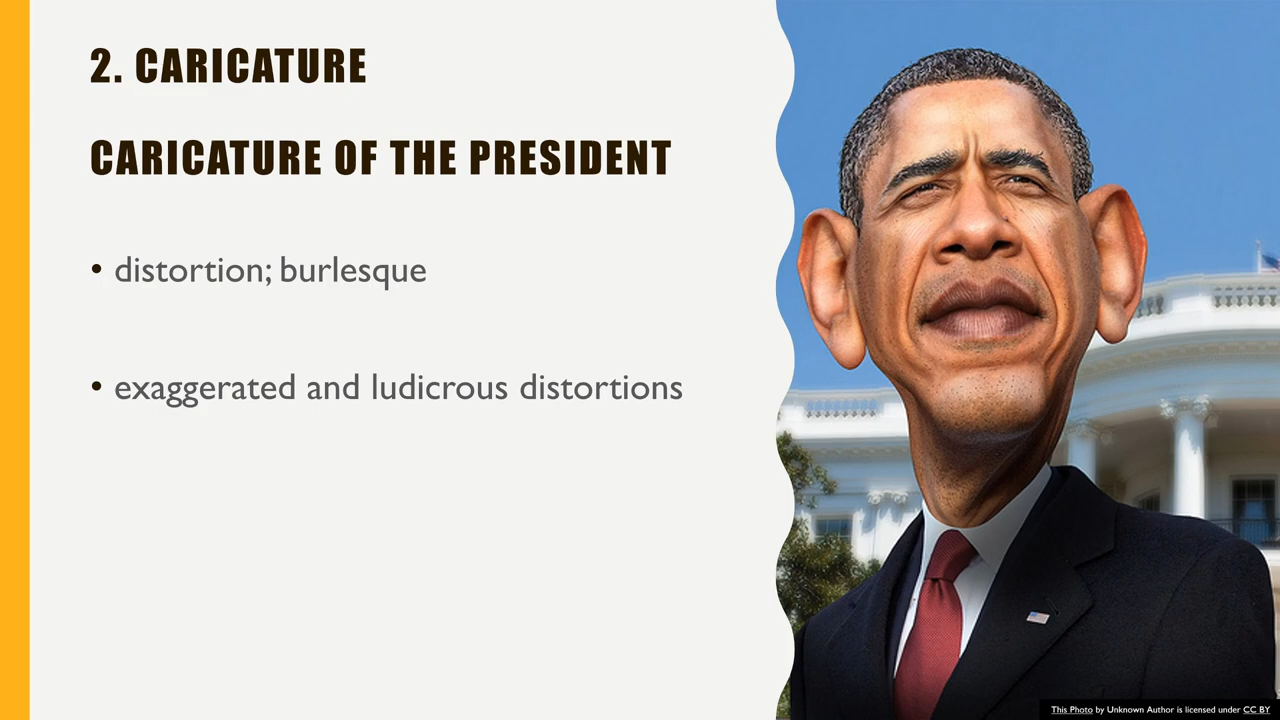 2. CARICATURE
CARICATURE OF THE PRESIDENT
• distortion; burlesque
• exaggerated and ludicrous distortions
This Photo by Unknown Author is licensed under CC BY